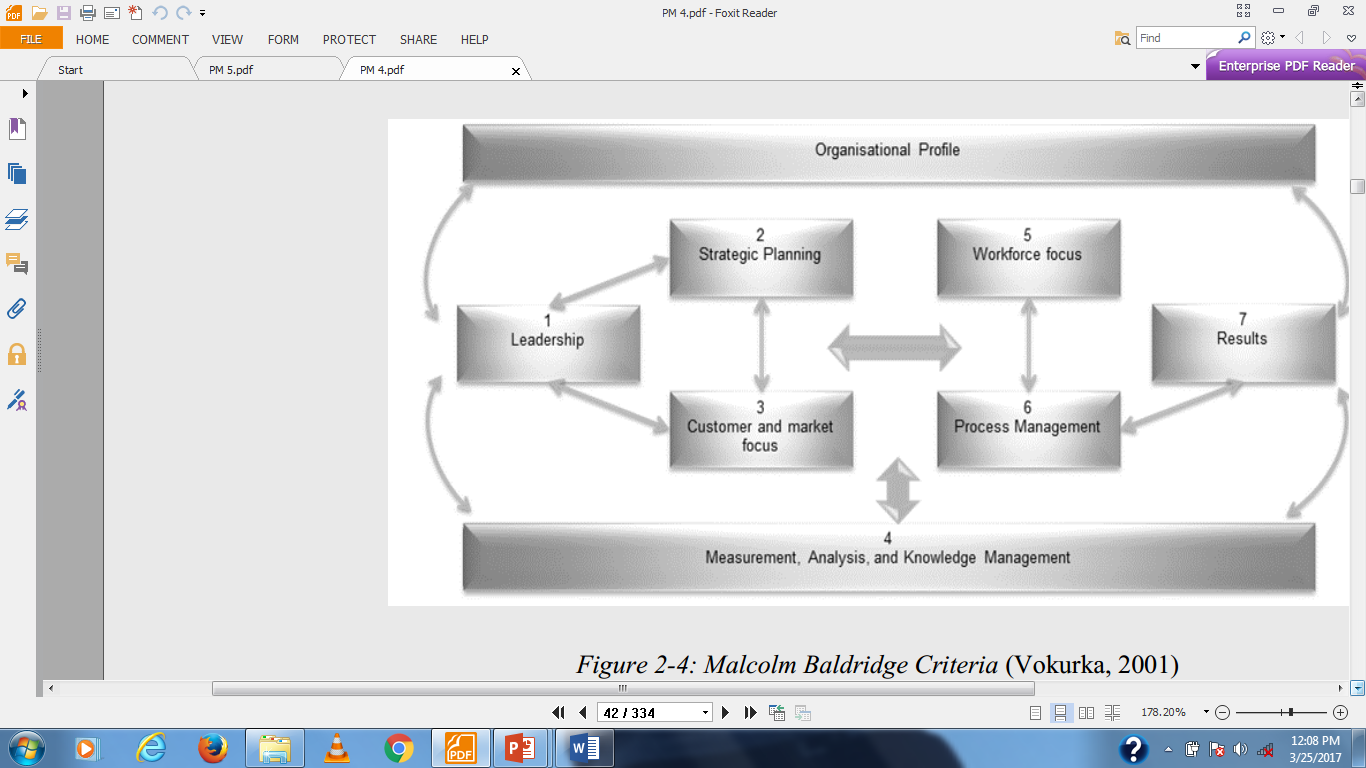 PM 4.pdf - Foxit Reader
FILE HOME COMMENT VIEW FORM PROTECT SHARE HELP
Find
Start PM 5.pdf PM 4.pdf
Enterprise PDF Reader
Organisational Profile
2
Strategic Planning
5
Workforce focus
1
Leadership
7
Results
3
Customer and market
focus
6
Process Management
4
Measurement, Analysis, and Knowledge Management
Figure 2-4: Malcolm Baldridge Criteria (Vokurka, 2001)
42 / 334
178.20%
12:08 PM
3/25/2017